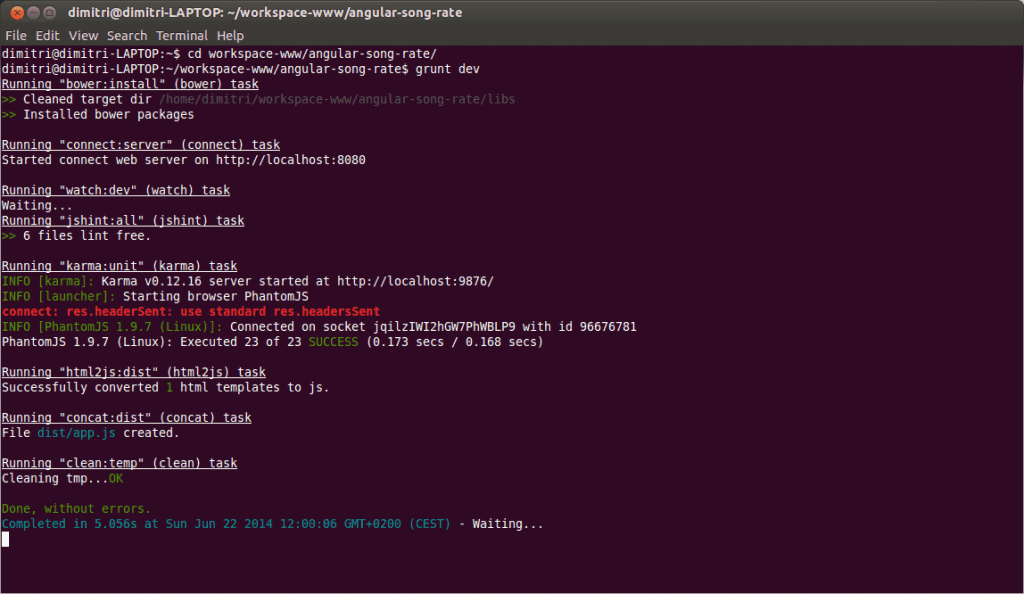 dimitri@dimitri-LAPTOP: ~/workspace-www/angular-song-rate
File Edit View Search Terminal Help
dimitri@dimitri-LAPTOP:~$ cd workspace-www/angular-song-rate/
dimitri@dimitri-LAPTOP:~/workspace-www/angular-song-rate$ grunt dev
Running "bower:install" (bower) task
>> Cleaned target dir /home/dimitri/workspace-www/angular-song-rate/libs
>> Installed bower packages
Running "connect:server" (connect) task
Started connect web server on http://localhost:8080
Running "watch:dev" (watch) task
Waiting...
Running "jshint:all" (jshint) task
>> 6 files lint free.
Running "karma:unit" (karma) task
INFO [karma]: Karma v0.12.16 server started at http://localhost:9876/
INFO [launcher]: Starting browser PhantomJS
connect: res.headerSent: use standard res.headersSent
INFO [PhantomJS 1.9.7 (Linux)]: Connected on socket jqilzIWI2hGW7PhWBLP9 with id 96676781
PhantomJS 1.9.7 (Linux): Executed 23 of 23 SUCCESS (0.173 secs / 0.168 secs)
Running "html2js:dist" (html2js) task
Successfully converted 1 html templates to js.
Running "concat:dist" (concat) task
File dist/app.js created.
Running "clean:temp" (clean) task
Cleaning tmp...OK
Done, without errors.
Completed in 5.056s at Sun Jun 22 2014 12:00:06 GMT+0200 (CEST) - Waiting...